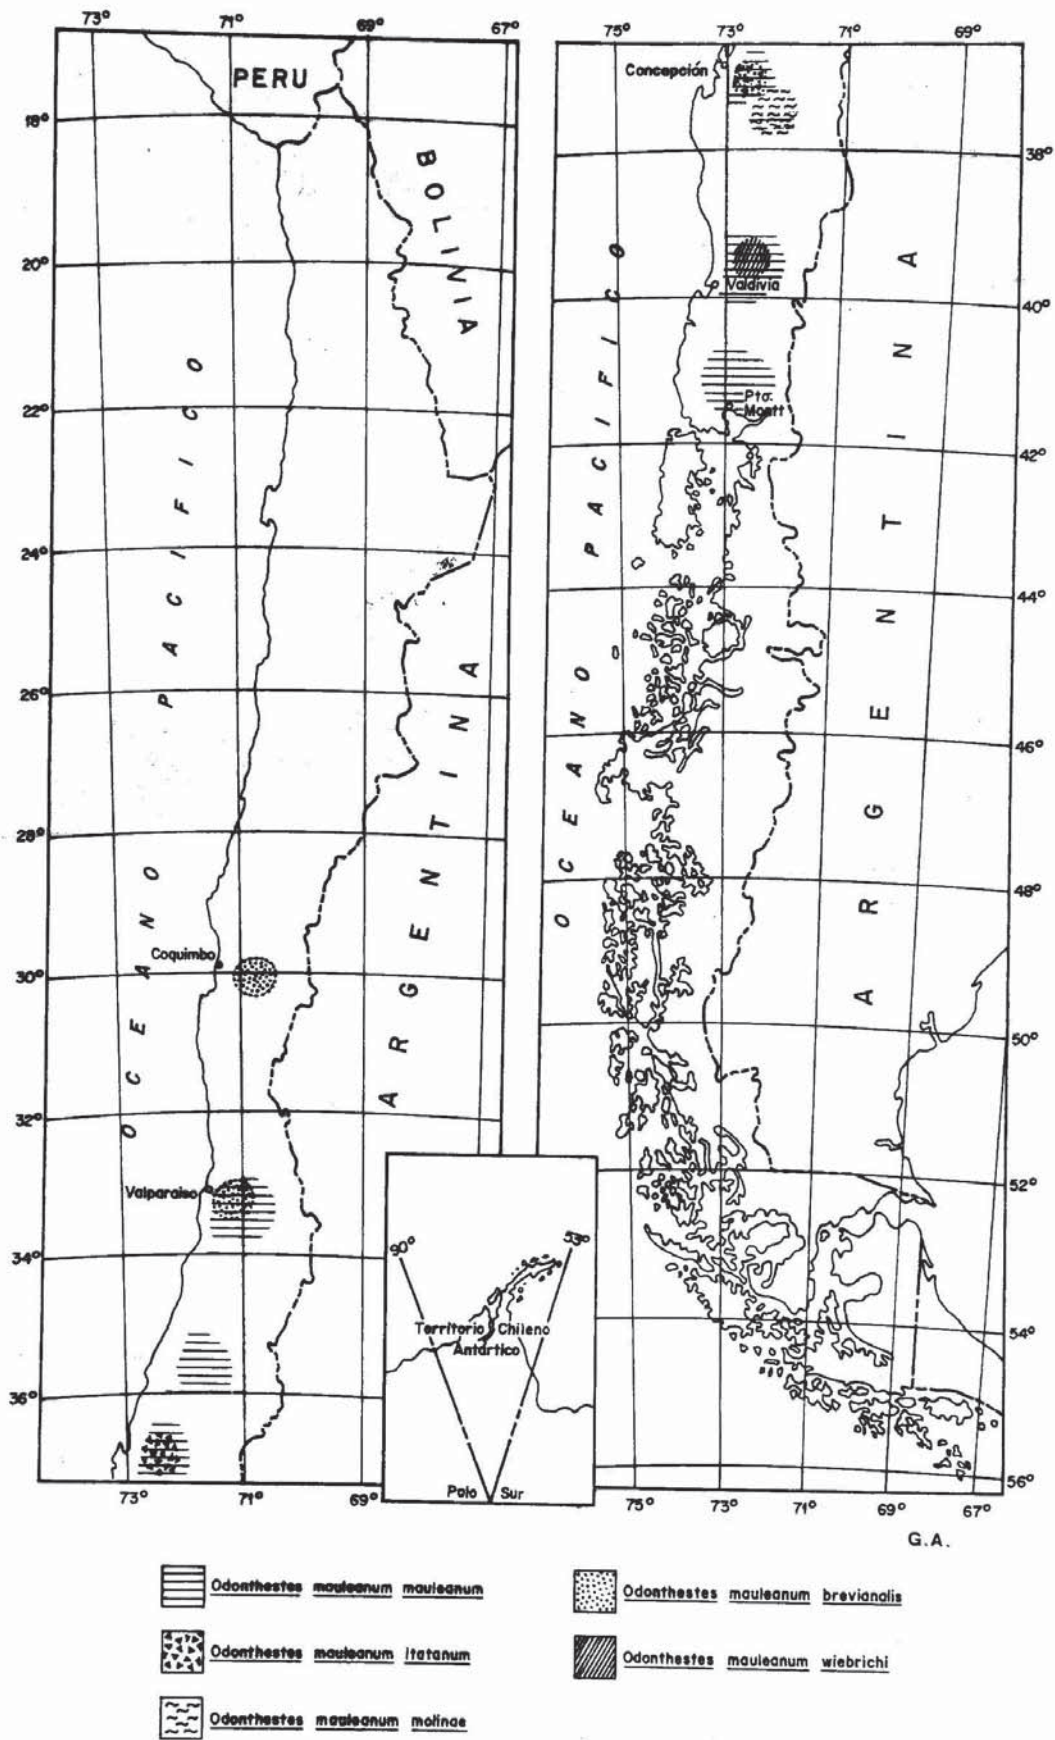 73° 71° 69° 67°
PERU
BOLIVIA
OCEANO PACIFICO
ARGENTINA
18°
20°
22°
24°
26°
28°
30°
32°
34°
36°
Coquimbo
Valparaiso
73° 71° 69°
75° 73° 71° 69°
Concepción
Valdivia
Pto.
Montt
OCEANO PACIFICO
ARGENTINA
38°
40°
42°
44°
46°
48°
50°
52°
54°
56°
75° 73° 71° 69° 67°
90° 53°
Territorio Chileno
Antártico
Polo Sur
G.A.
Odonthestes mauleanum mauleanum
Odonthestes mauleanum itatanum
Odonthestes mauleanum molinae
Odonthestes mauleanum brevianalis
Odonthestes mauleanum wiebrichi